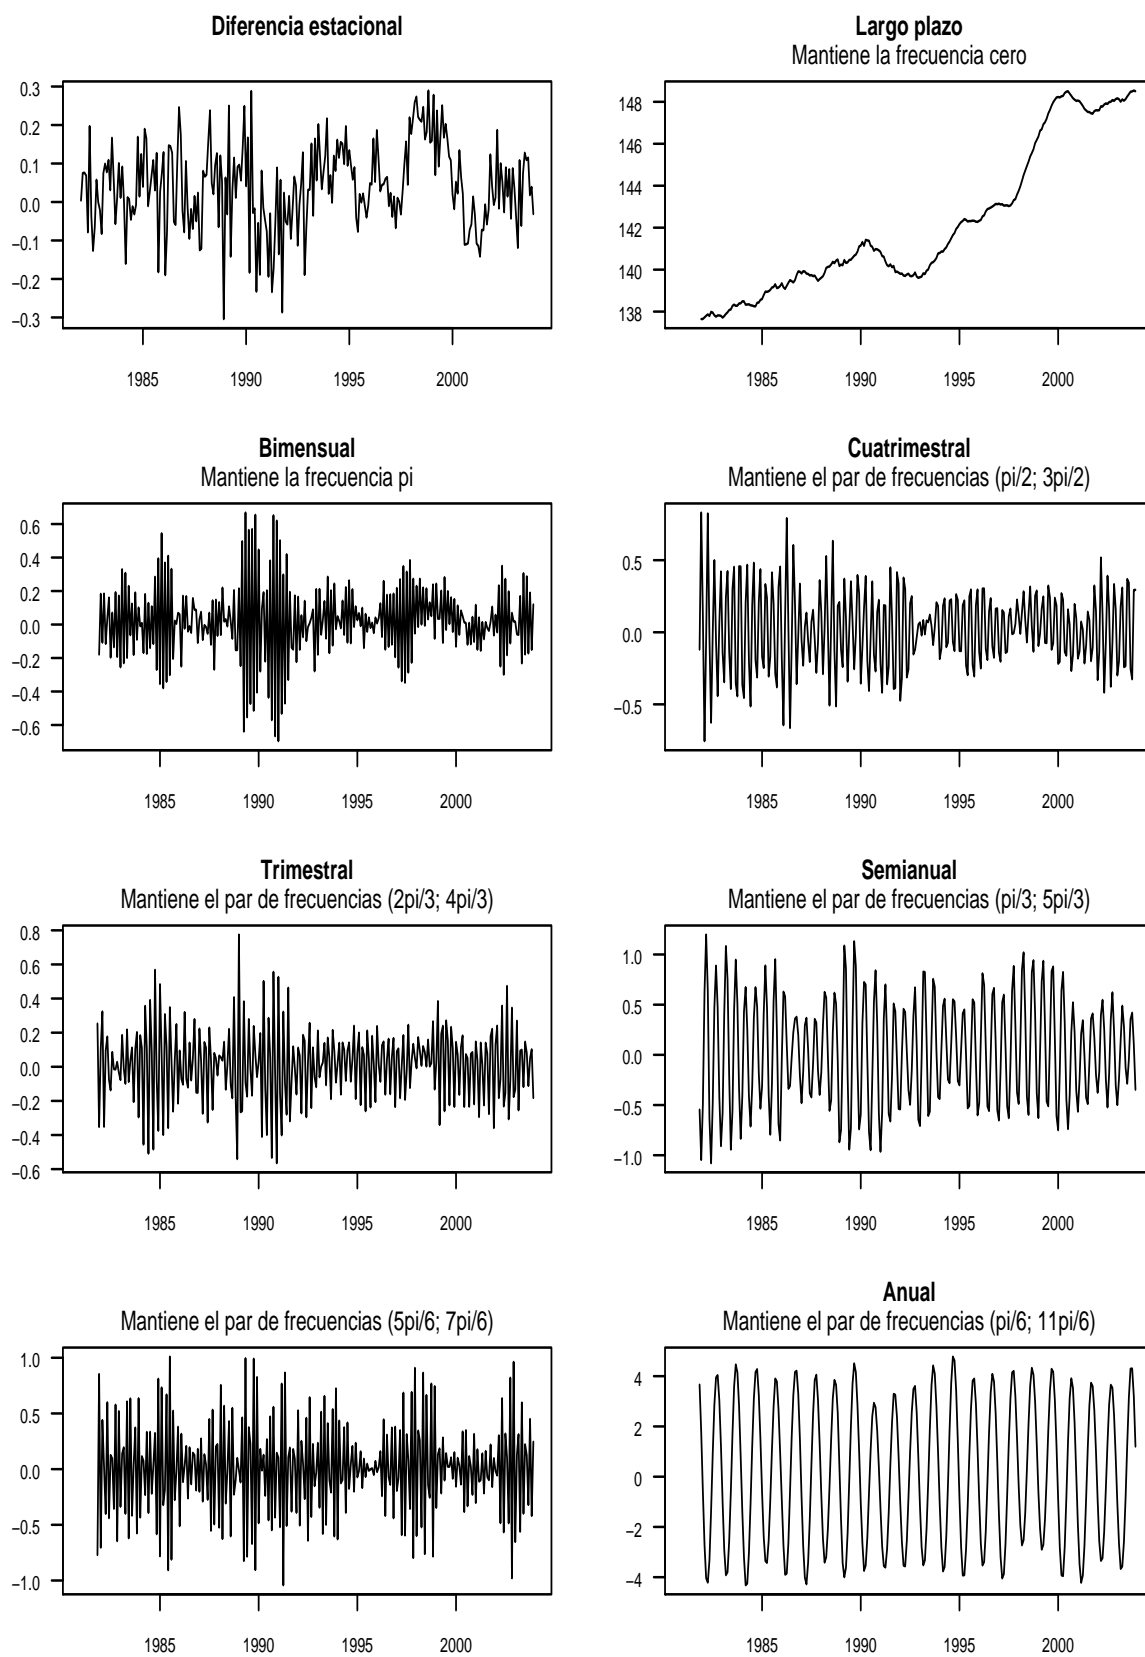 Diferencia estacional
0.3
0.2
0.1
0.0
−0.1
−0.2
−0.3
1985 1990 1995 2000
Largo plazo
Mantiene la frecuencia cero
148
146
144
142
140
138
1985 1990 1995 2000
Bimensual
Mantiene la frecuencia pi
0.6
0.4
0.2
0.0
−0.2
−0.4
−0.6
1985 1990 1995 2000
Cuatrimestral
Mantiene el par de frecuencias (pi/2; 3pi/2)
0.5
0.0
−0.5
1985 1990 1995 2000
Trimestral
Mantiene el par de frecuencias (2pi/3; 4pi/3)
0.8
0.6
0.4
0.2
0.0
−0.2
−0.4
−0.6
1985 1990 1995 2000
Semianual
Mantiene el par de frecuencias (pi/3; 5pi/3)
1.0
0.5
0.0
−0.5
−1.0
1985 1990 1995 2000
Mantiene el par de frecuencias (5pi/6; 7pi/6)
1.0
0.5
0.0
−0.5
−1.0
1985 1990 1995 2000
Anual
Mantiene el par de frecuencias (pi/6; 11pi/6)
4
2
0
−2
−4
1985 1990 1995 2000